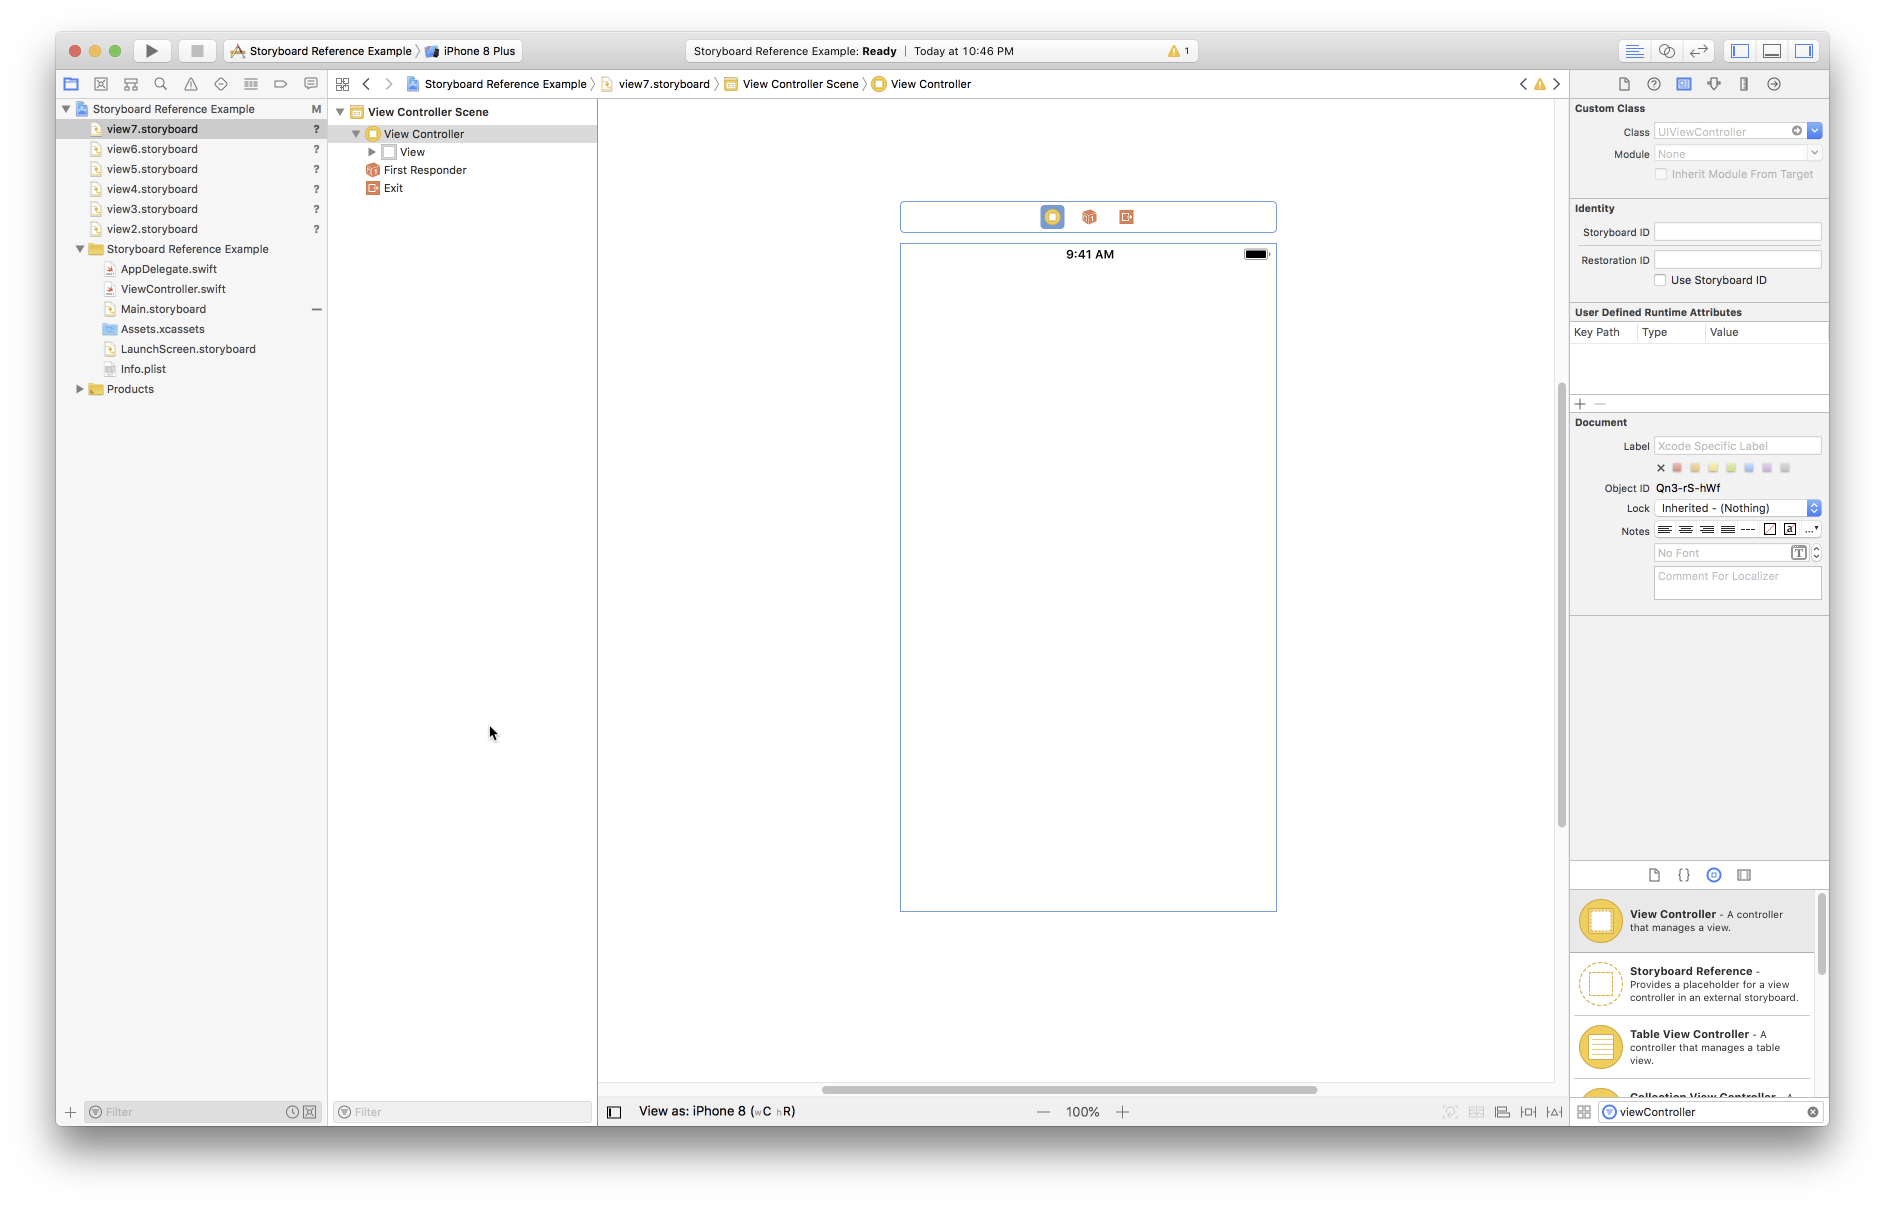 Storyboard Reference Example
iPhone 8 Plus
Storyboard Reference Example: Ready | Today at 10:46 PM
1
Storyboard Reference Example
view7.storyboard
View Controller Scene
View Controller
Storyboard Reference Example M
view7.storyboard ?
view6.storyboard ?
view5.storyboard ?
view4.storyboard ?
view3.storyboard ?
view2.storyboard ?
Storyboard Reference Example
AppDelegate.swift
ViewController.swift
Main.storyboard
Assets.xcassets
LaunchScreen.storyboard
Info.plist
Products
Filter
View Controller Scene
View Controller
View
First Responder
Exit
Filter
9:41 AM
View as: iPhone 8 (wC hR)
100%
Custom Class
Class UIViewController
Module None
Inherit Module From Target
Identity
Storyboard ID
Restoration ID
Use Storyboard ID
User Defined Runtime Attributes
Key Path Type Value
Document
Label Xcode Specific Label
Object ID Qn3-rS-hWf
Lock Inherited - (Nothing)
Notes
No Font
Comment For Localizer
View Controller - A controller
that manages a view.
Storyboard Reference -
Provides a placeholder for a view
controller in an external storyboard.
Table View Controller - A
controller that manages a table
view.
Collection View Controller - A
viewController